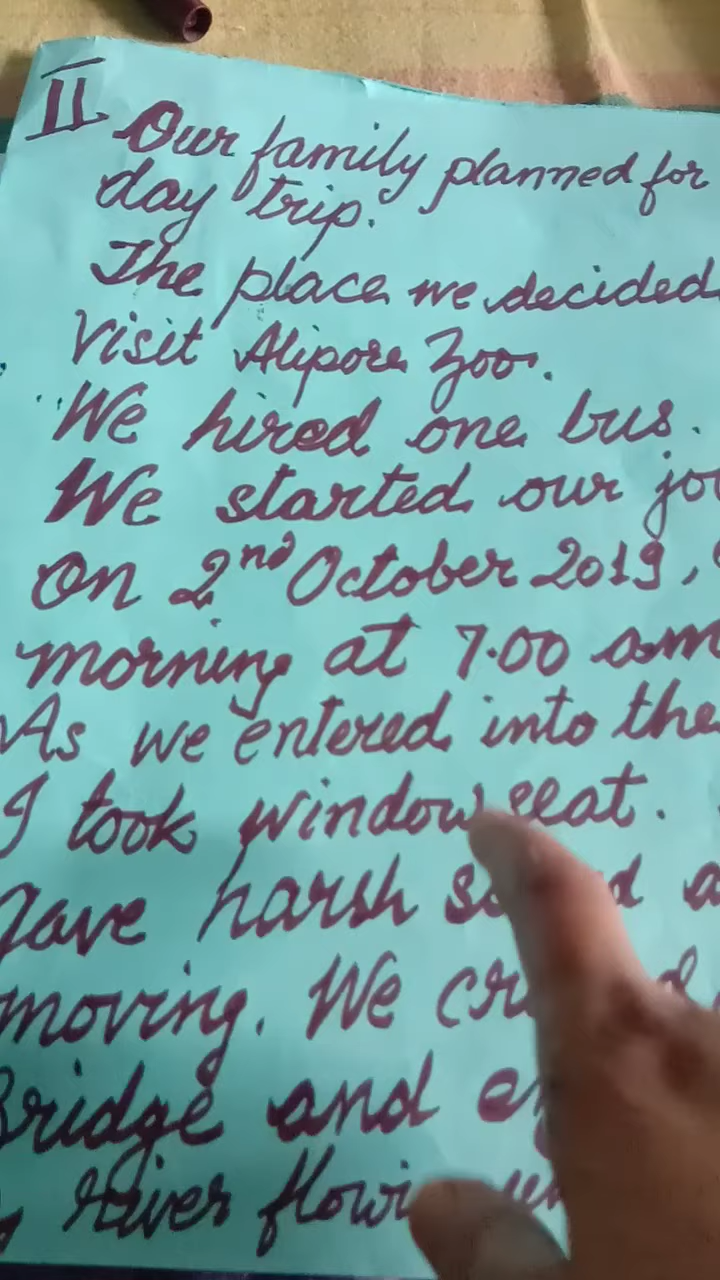 II Our family planned for
day trip.
The place we decided
Visit Alipore Zoo.
We hired one bus.
We started our
On 2nd October 2019,
morning at 7.00 am
As we entered into the
I took window seat.
Gave harsh
moving. We
Bridge and
river